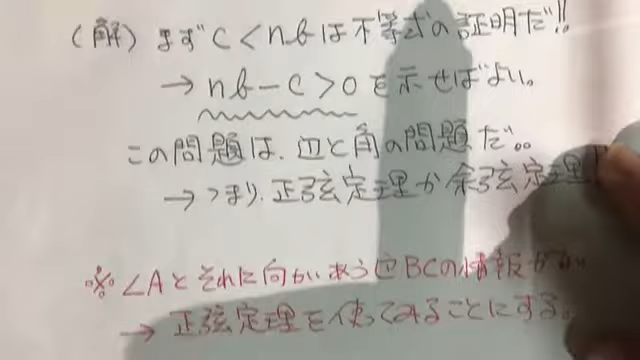 (解) まず c < nb は不等式の証明だ!!
→ nb - c > 0 を示せばよい。
この問題は、辺と角の問題だ。
→ つまり、正弦定理か余弦定理!
※ ∠Aとそれに向かいあう辺BCの情報がない
→ 正弦定理を使ってみることにする。